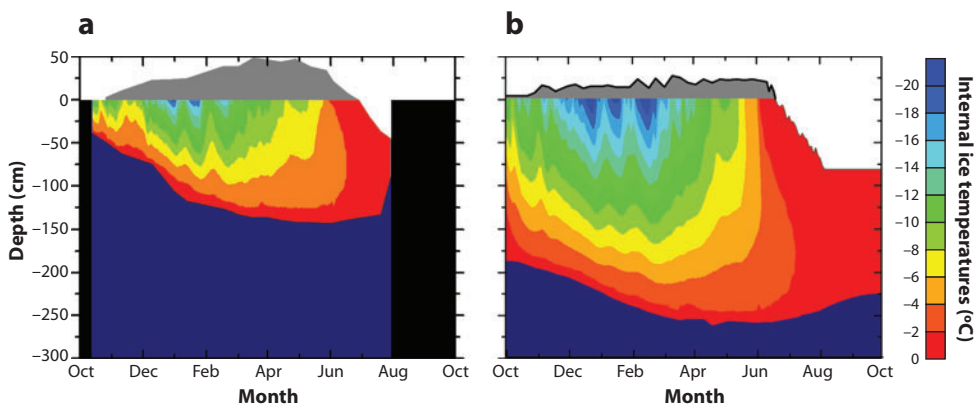 a
50
0
–50
–100
–150
–200
–250
–300
Depth (cm)
Oct Dec Feb Apr Jun Aug Oct
Month
b
Oct Dec Feb Apr Jun Aug Oct
Month
–20
–18
–16
–14
–12
–10
–8
–6
–4
–2
0
Internal ice temperatures (ºC)